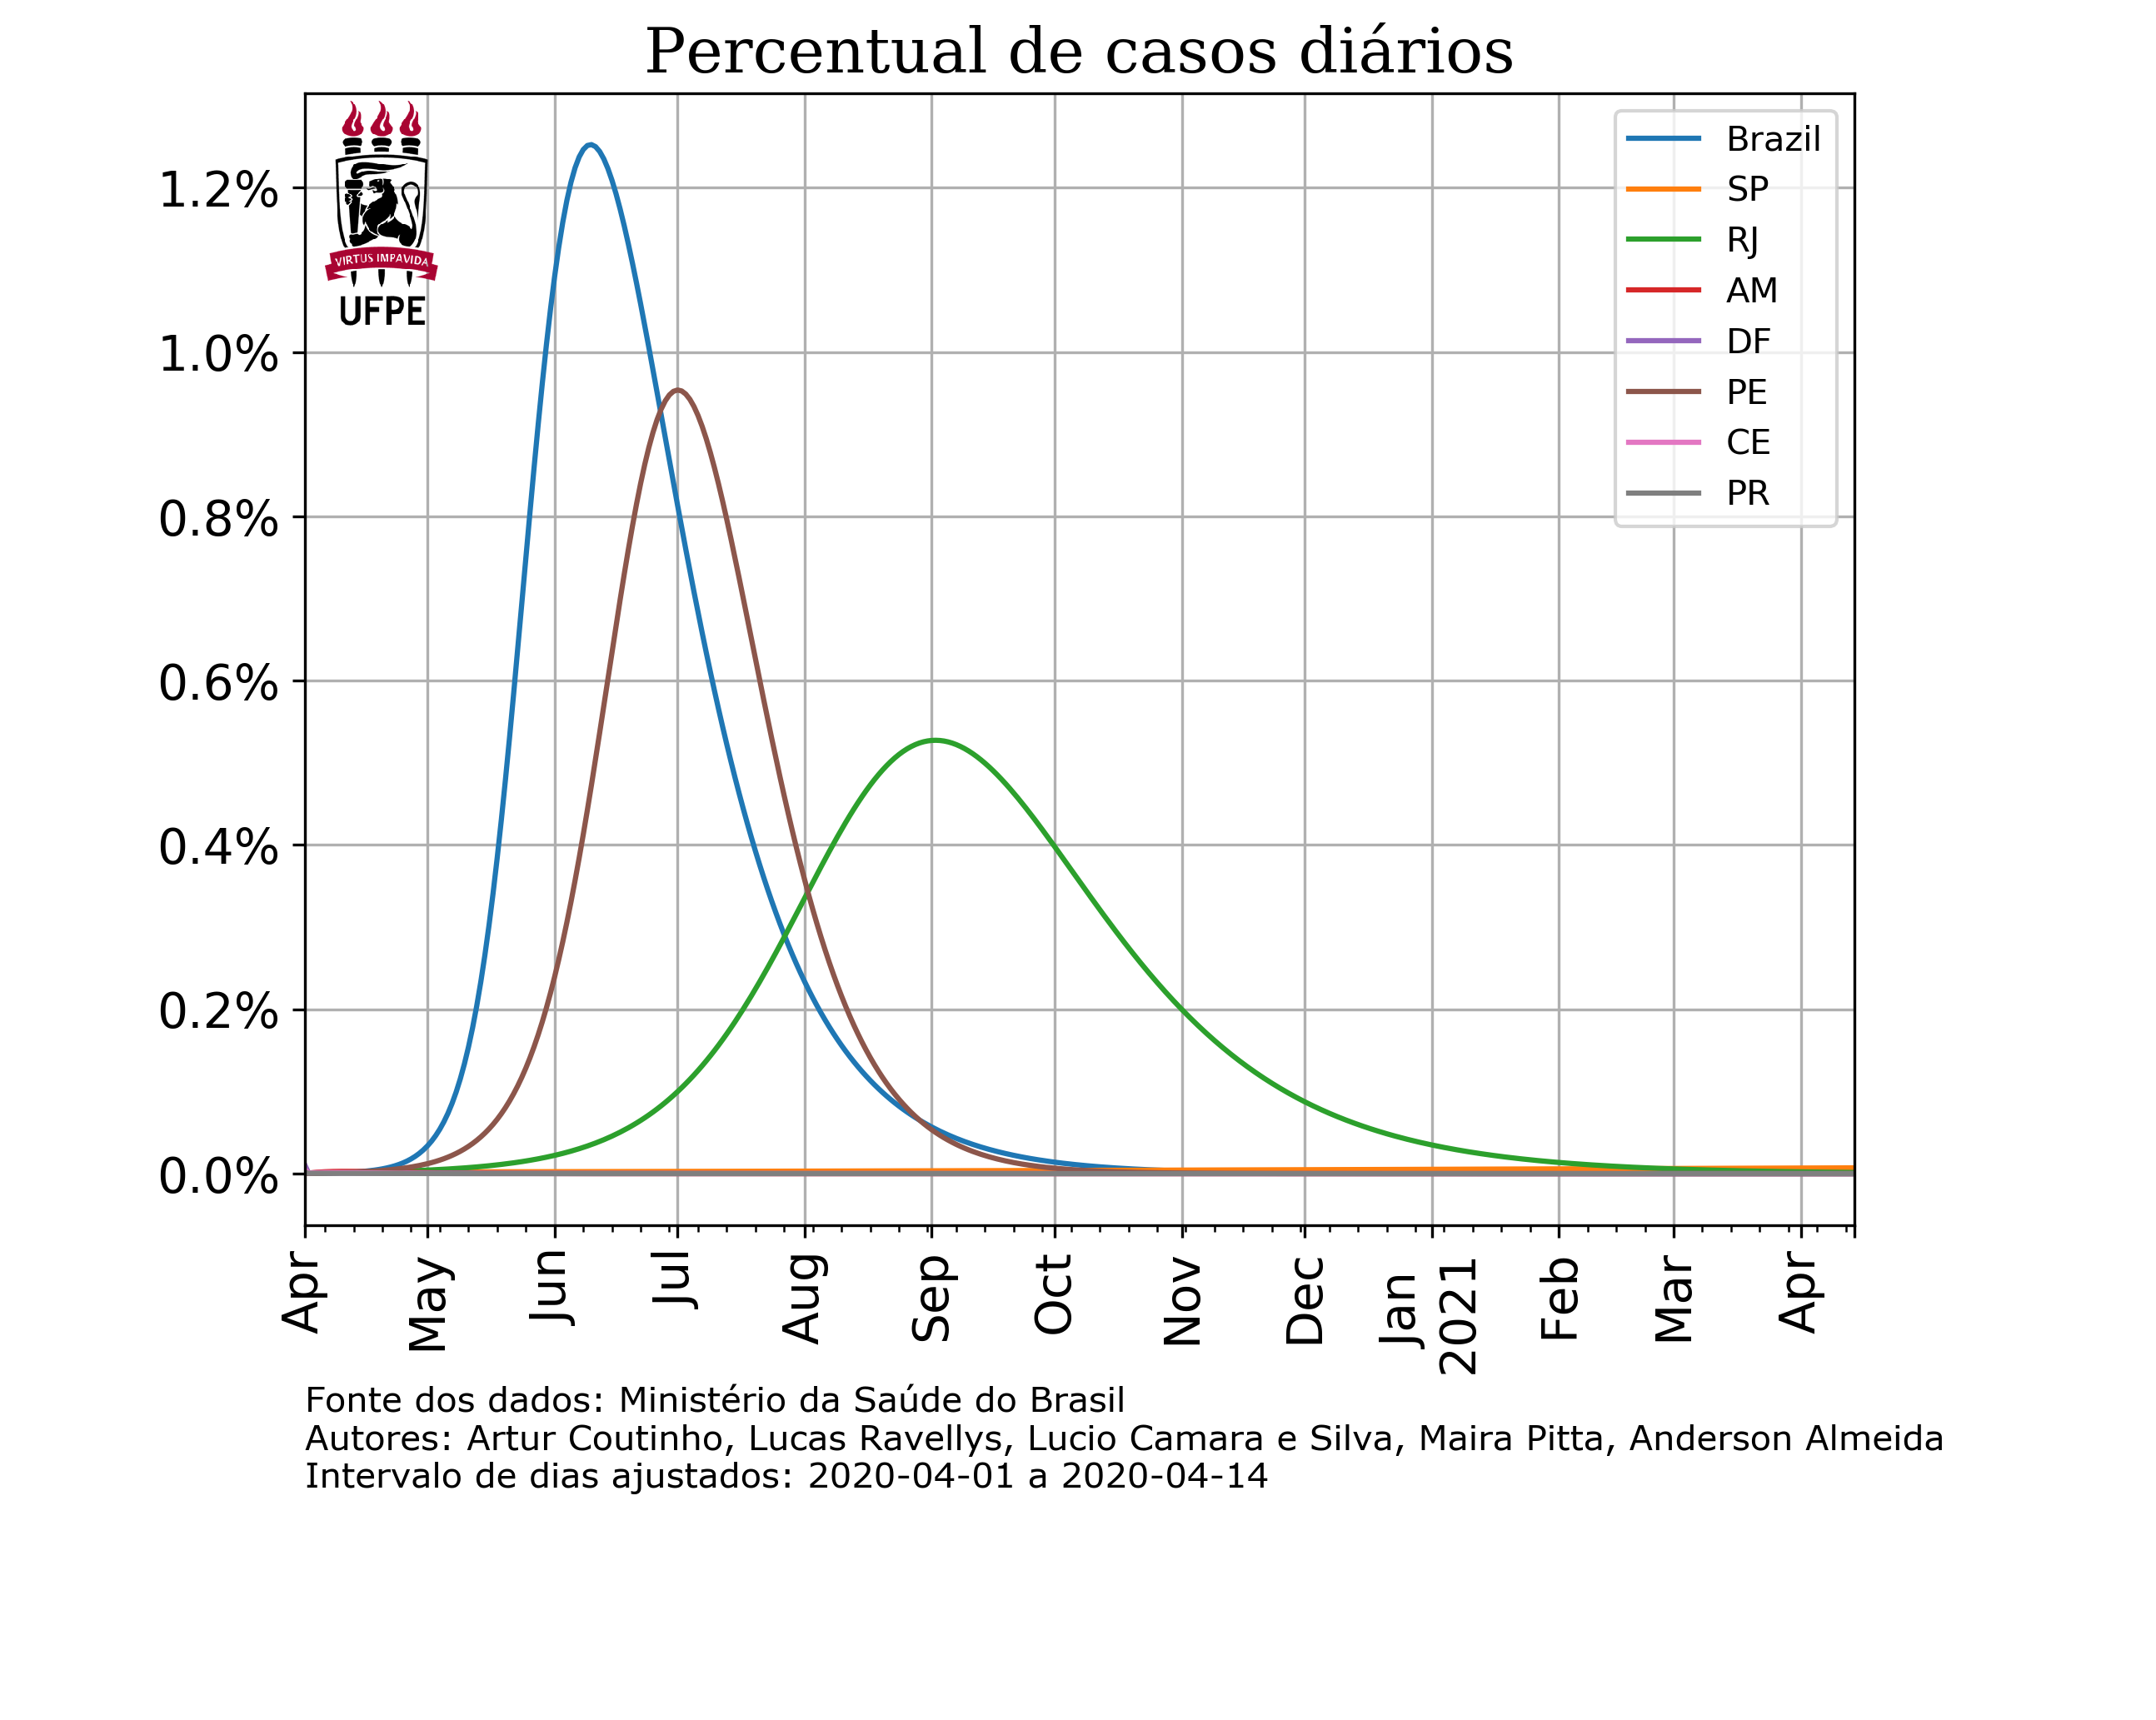 Percentual de casos diários
VIRTUS IMPAVIDA
UFPE
Brazil
SP
RJ
AM
DF
PE
CE
PR
1.2%
1.0%
0.8%
0.6%
0.4%
0.2%
0.0%
Apr
May
Jun
Jul
Aug
Sep
Oct
Nov
Dec
Jan
2021
Feb
Mar
Apr
Fonte dos dados: Ministério da Saúde do Brasil
Autores: Artur Coutinho, Lucas Ravellys, Lucio Camara e Silva, Maira Pitta, Anderson Almeida
Intervalo de dias ajustados: 2020-04-01 a 2020-04-14